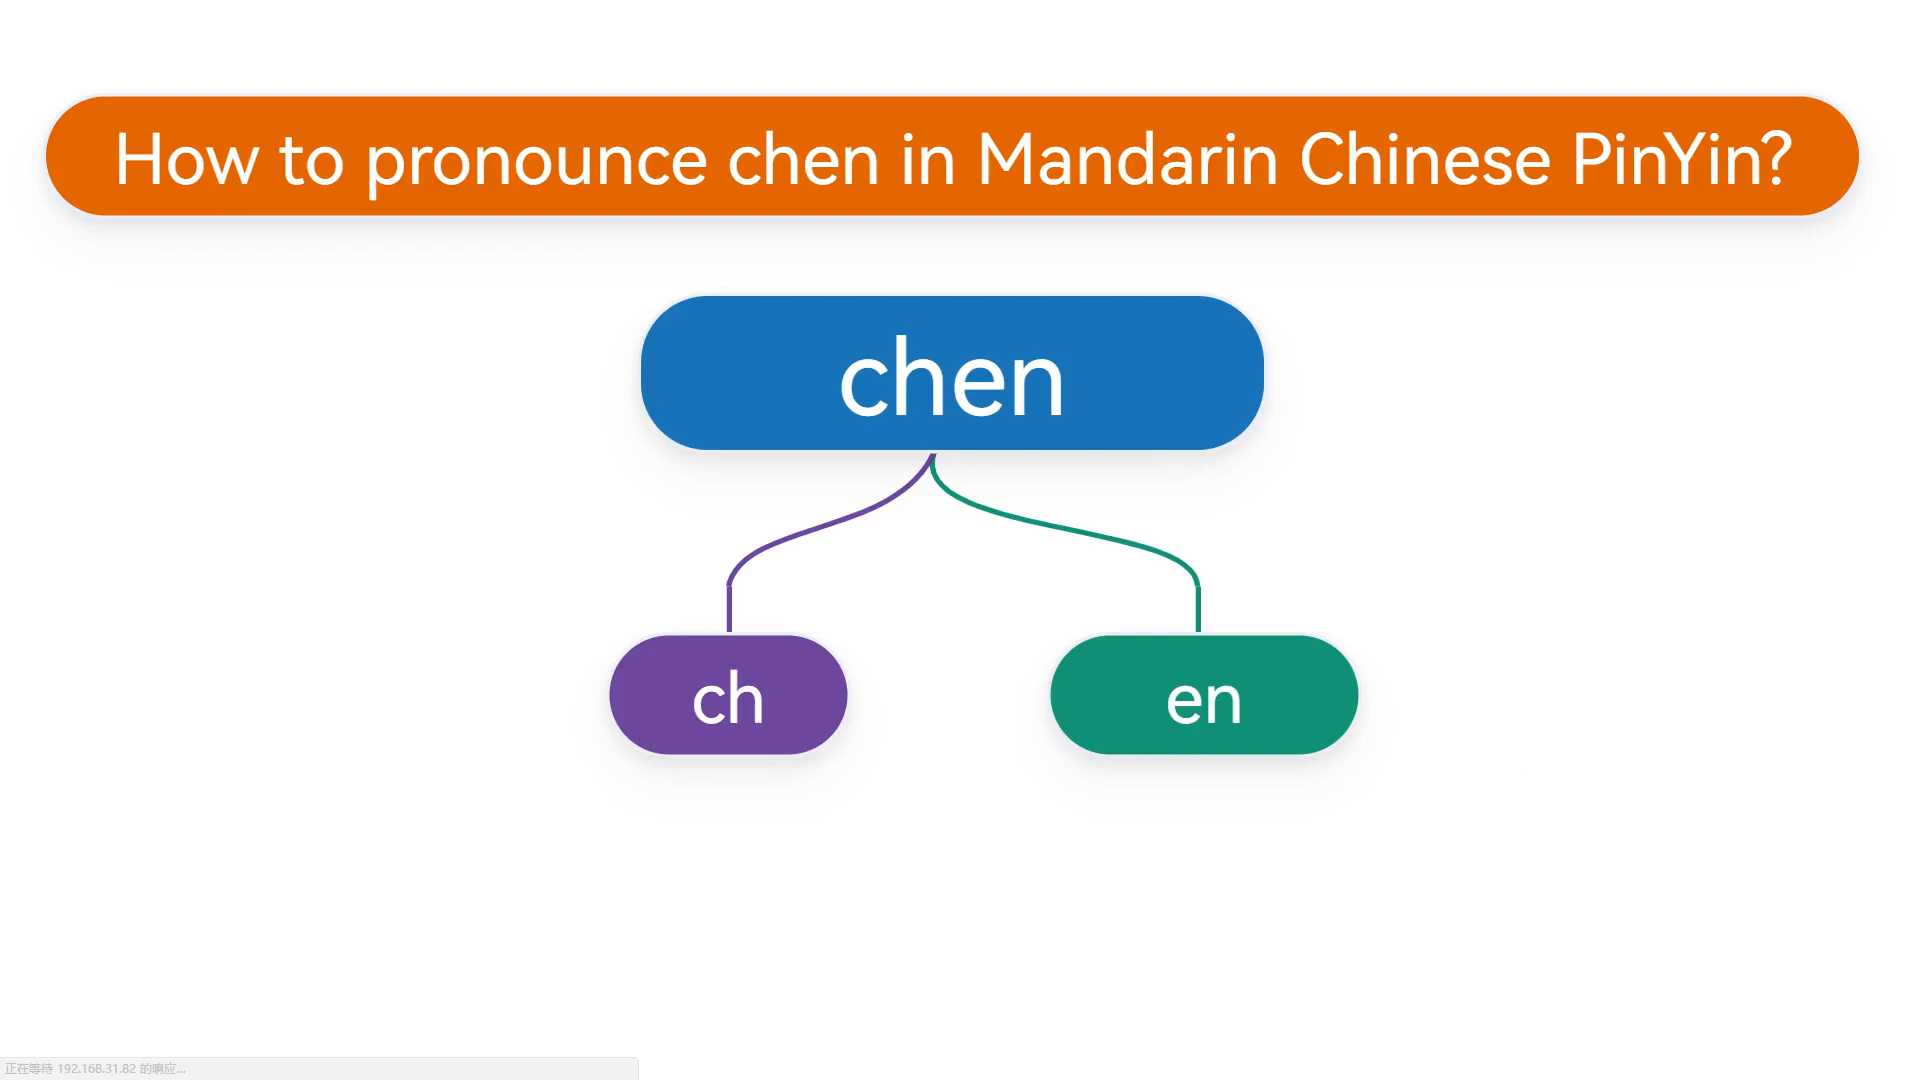 How to pronounce chen in Mandarin Chinese PinYin?
chen
ch
en
正在等待 192.168.31.82 的响应...